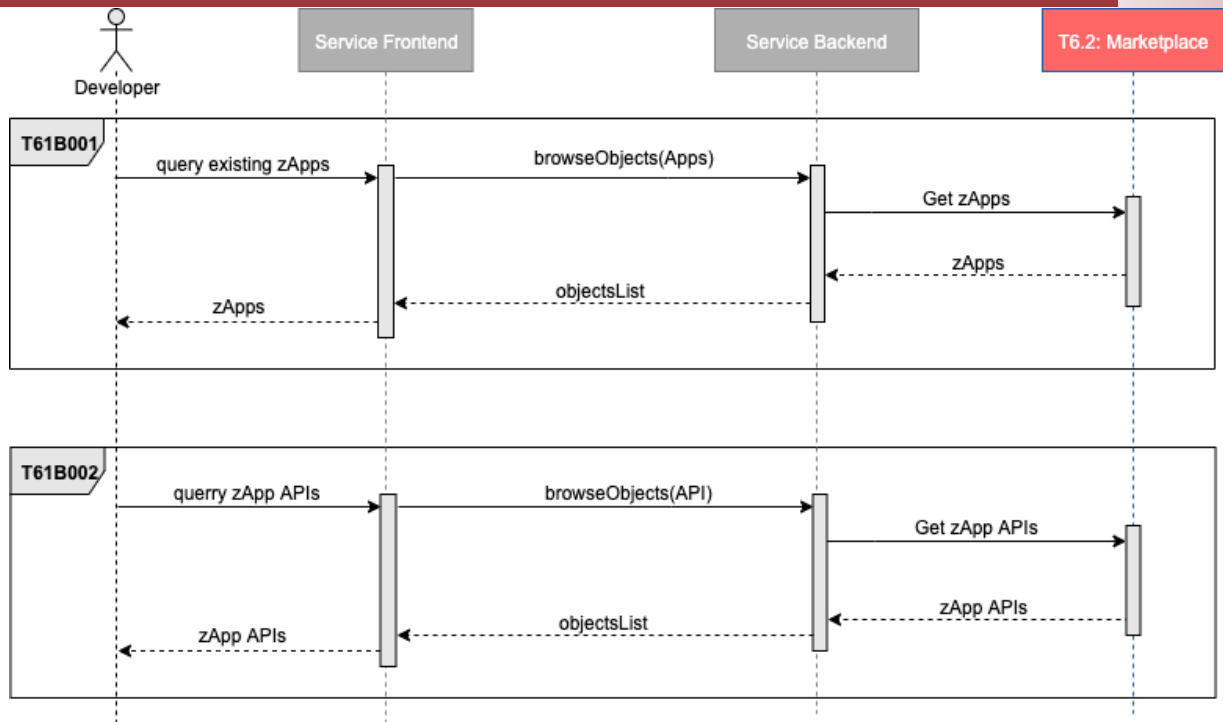 Service Frontend
Service Backend
T6.2: Marketplace
Developer
T61B001
query existing zApps
browseObjects(Apps)
Get zApps
zApps
objectsList
zApps
T61B002
querry zApp APIs
browseObjects(API)
Get zApp APIs
zApp APIs
objectsList
zApp APIs